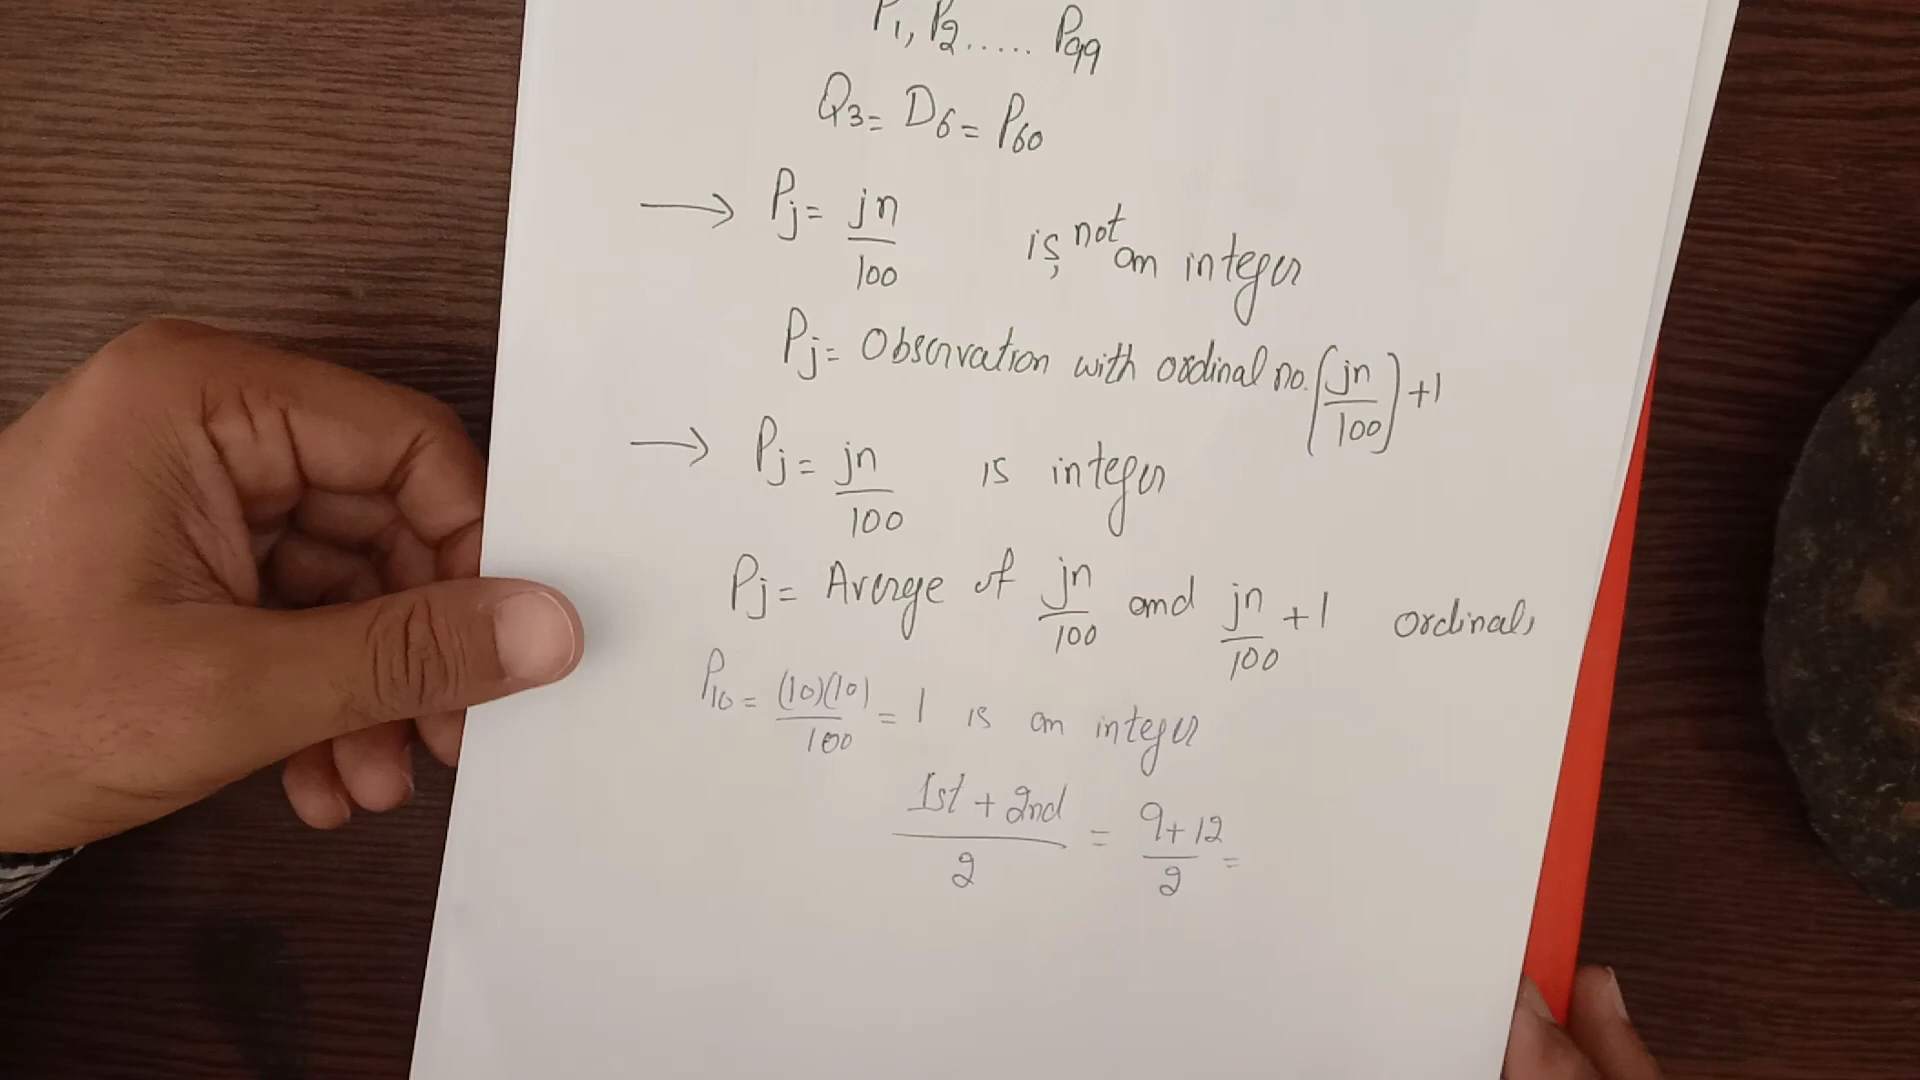 P1, P2..... P99
Q3= D6= P60
→ Pj= jn/100 is, not an integer
Pj= Observation with ordinal no. [jn/100]+1
→ Pj= jn/100 is integer
Pj= Averge of jn/100 and jn/100 +1 Ordinals
P10= (10)(10)/100 = 1 is an integer
1st + 2nd/2 = 9+12/2 =